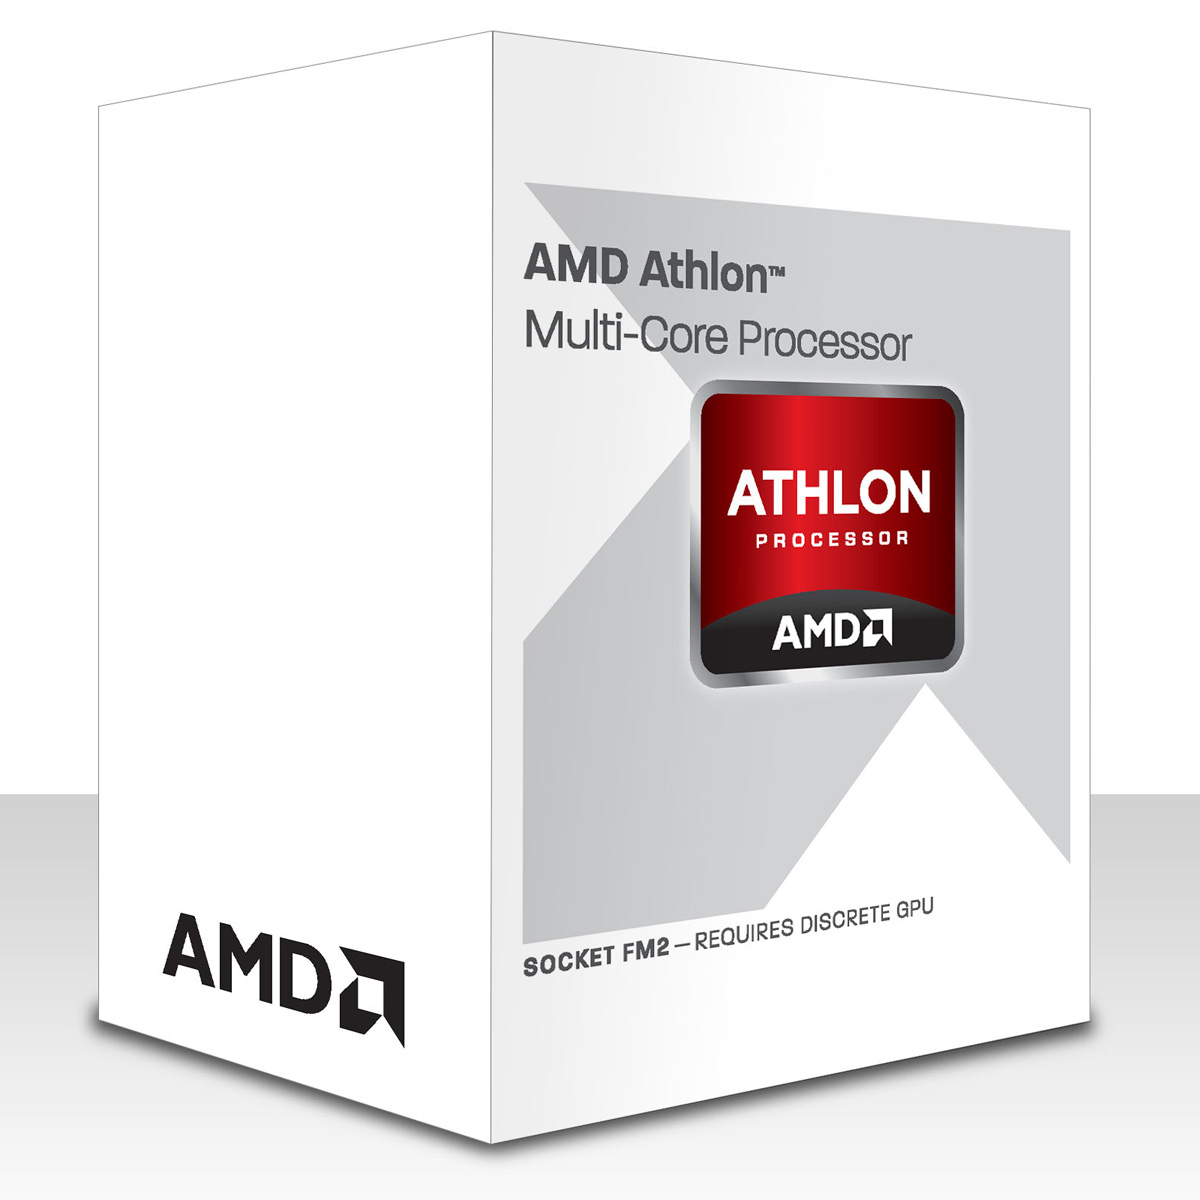 AMD Athlon™
Multi-Core Processor
ATHLON
PROCESSOR
AMD
SOCKET FM2 – REQUIRES DISCRETE GPU
AMD